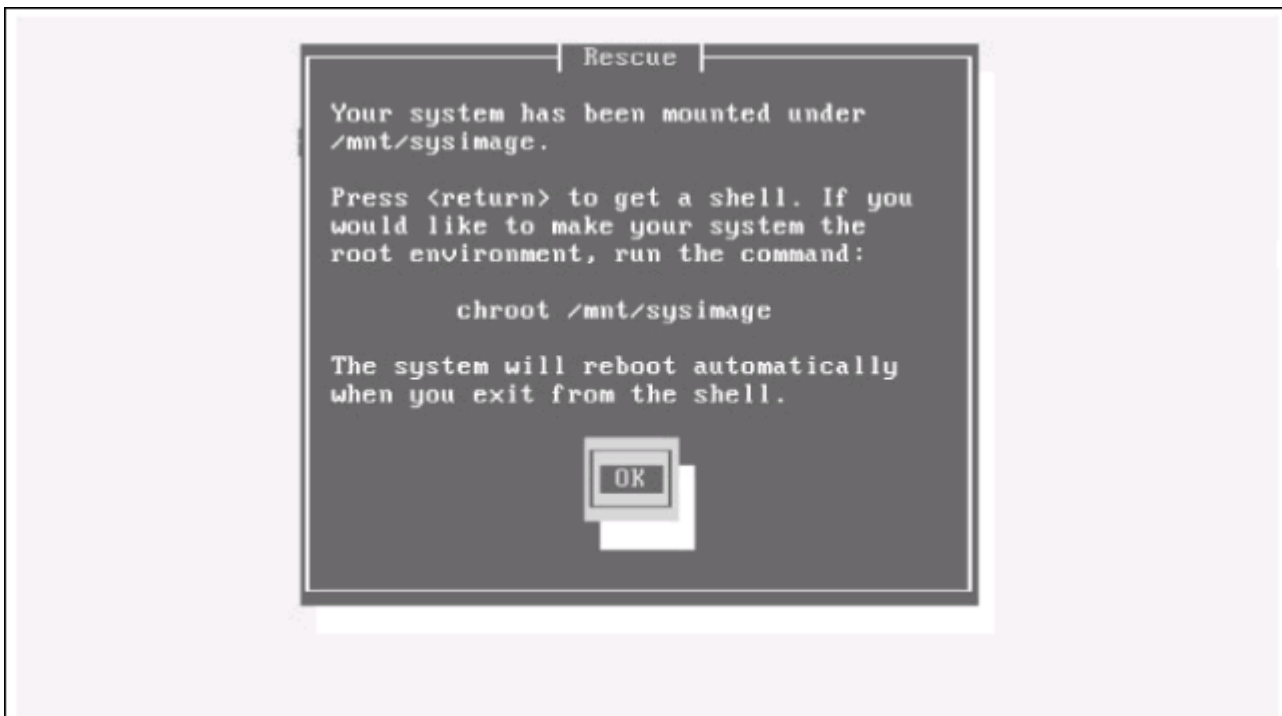 Rescue
Your system has been mounted under
/mnt/sysimage.
Press <return> to get a shell. If you
would like to make your system the
root environment, run the command:
chroot /mnt/sysimage
The system will reboot automatically
when you exit from the shell.
OK